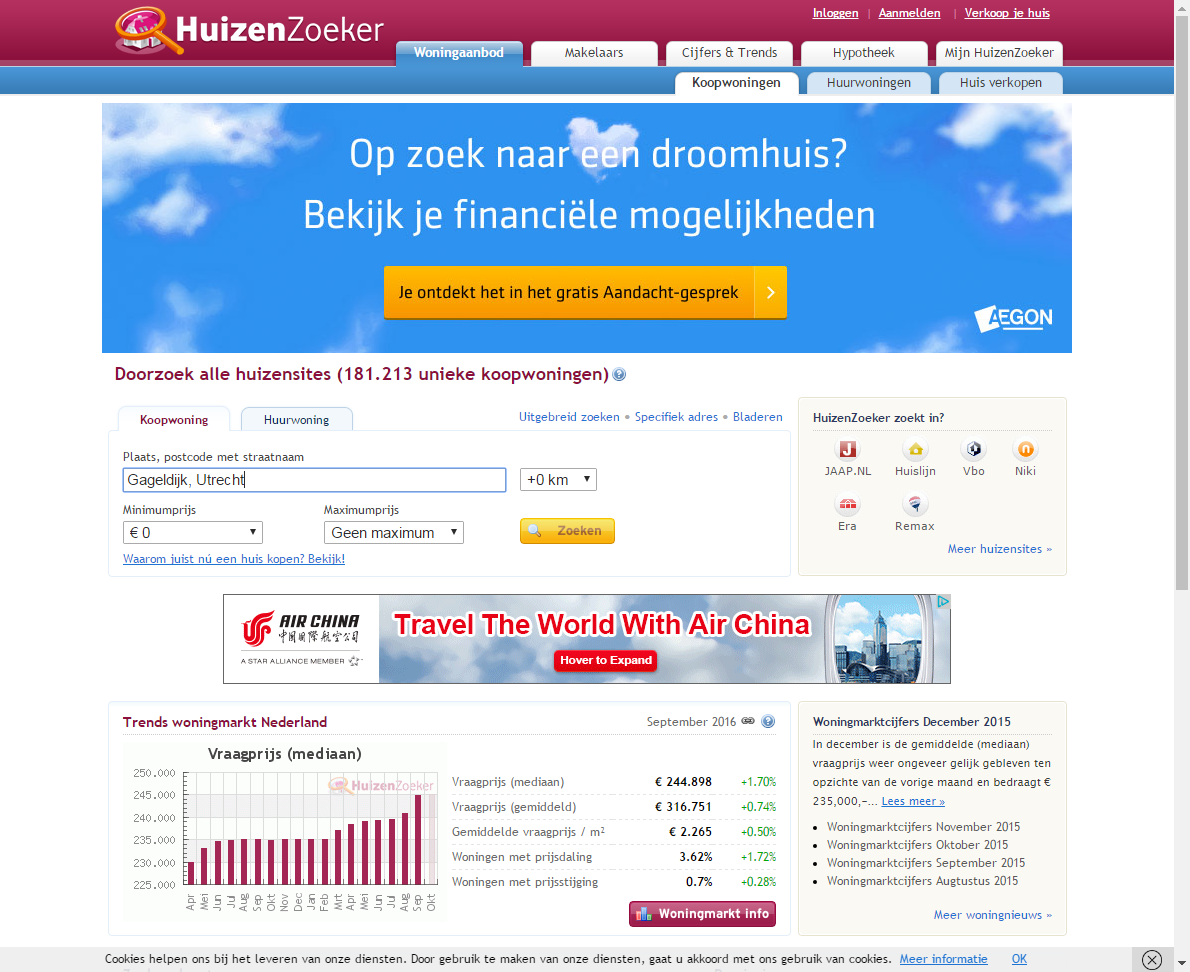 HuizenZoeker
Inloggen | Aanmelden | Verkoop je huis
Woningaanbod
Makelaars
Cijfers & Trends
Hypotheek
Mijn HuizenZoeker
Koopwoningen
Huurwoningen
Huis verkopen
Op zoek naar een droomhuis?
Bekijk je financiële mogelijkheden
Je ontdekt het in het gratis Aandacht-gesprek
AEGON
Doorzoek alle huizensites (181.213 unieke koopwoningen)
Koopwoning
Huurwoning
Uitgebreid zoeken • Specifiek adres • Bladeren
Plaats, postcode met straatnaam
Gageldijk, Utrecht
+0 km
Minimumprijs
Maximumprijs
€ 0
Geen maximum
Zoeken
Waarom juist nú een huis kopen? Bekijk!
HuizenZoeker zoekt in?
JAAP.NL
Huislijn
Vbo
Niki
Era
Remax
Meer huizensites »
AIR CHINA
中国国際航空公司
A STAR ALLIANCE MEMBER
Travel The World With Air China
Hover to Expand
Trends woningmarkt Nederland
September 2016
Vraagprijs (mediaan)
HuizenZoeker
250.000
245.000
240.000
235.000
230.000
225.000
Apr Mei Jun Jul Aug Sep Okt Nov Dec Jan Feb Mrt Apr Mei Jun Jul Aug Sep Okt
Vraagprijs (mediaan) € 244.898 +1.70%
Vraagprijs (gemiddeld) € 316.751 +0.74%
Gemiddelde vraagprijs / m² € 2.265 +0.50%
Woningen met prijsdaling 3.62% +1.72%
Woningen met prijsstijging 0.7% +0.28%
Woningmarkt info
Woningmarktcijfers December 2015
In december is de gemiddelde (mediaan)
vraagprijs weer ongeveer gelijk gebleven ten
opzichte van de vorige maand en bedraagt €
235,000,-... Lees meer »
Woningmarktcijfers November 2015
Woningmarktcijfers Oktober 2015
Woningmarktcijfers September 2015
Woningmarktcijfers Augtustus 2015
Meer woningnieuws »
Cookies helpen ons bij het leveren van onze diensten. Door gebruik te maken van onze diensten, gaat u akkoord met ons gebruik van cookies. Meer informatie OK